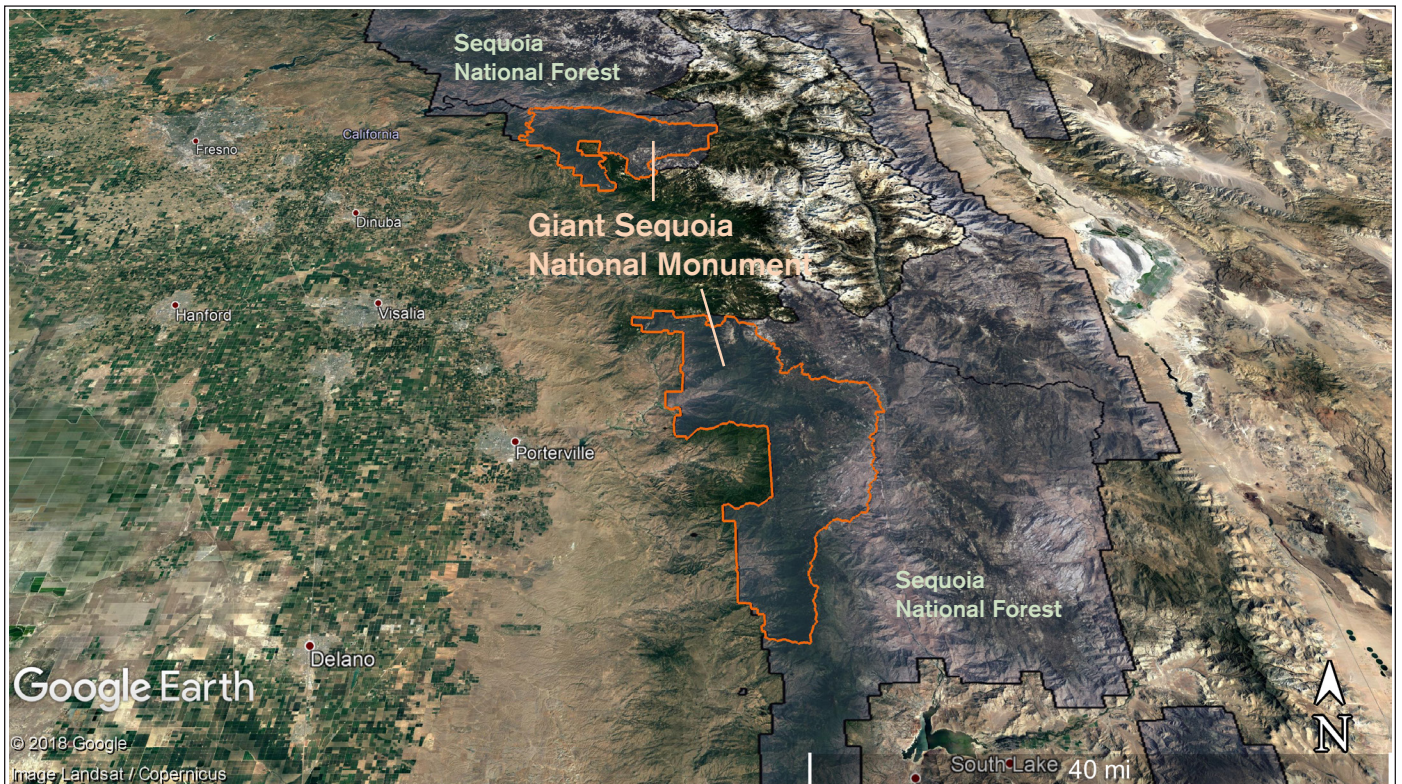 Sequoia
National Forest
California
Fresno
Dinuba
Giant Sequoia
National Monument
Hanford
Visalia
Porterville
Sequoia
National Forest
Delano
Google Earth
N
© 2018 Google
South Lake
40 mi
Image Landsat / Copernicus